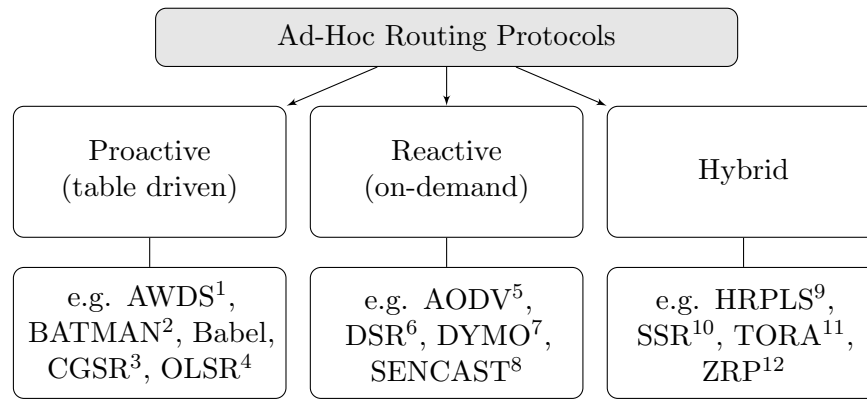 Ad-Hoc Routing Protocols
Proactive
(table driven)
Reactive
(on-demand)
Hybrid
e.g. AWDS¹,
BATMAN², Babel,
CGSR³, OLSR⁴
e.g. AODV⁵,
DSR⁶, DYMO⁷,
SENCAST⁸
e.g. HRPLS⁹,
SSR¹⁰, TORA¹¹,
ZRP¹²